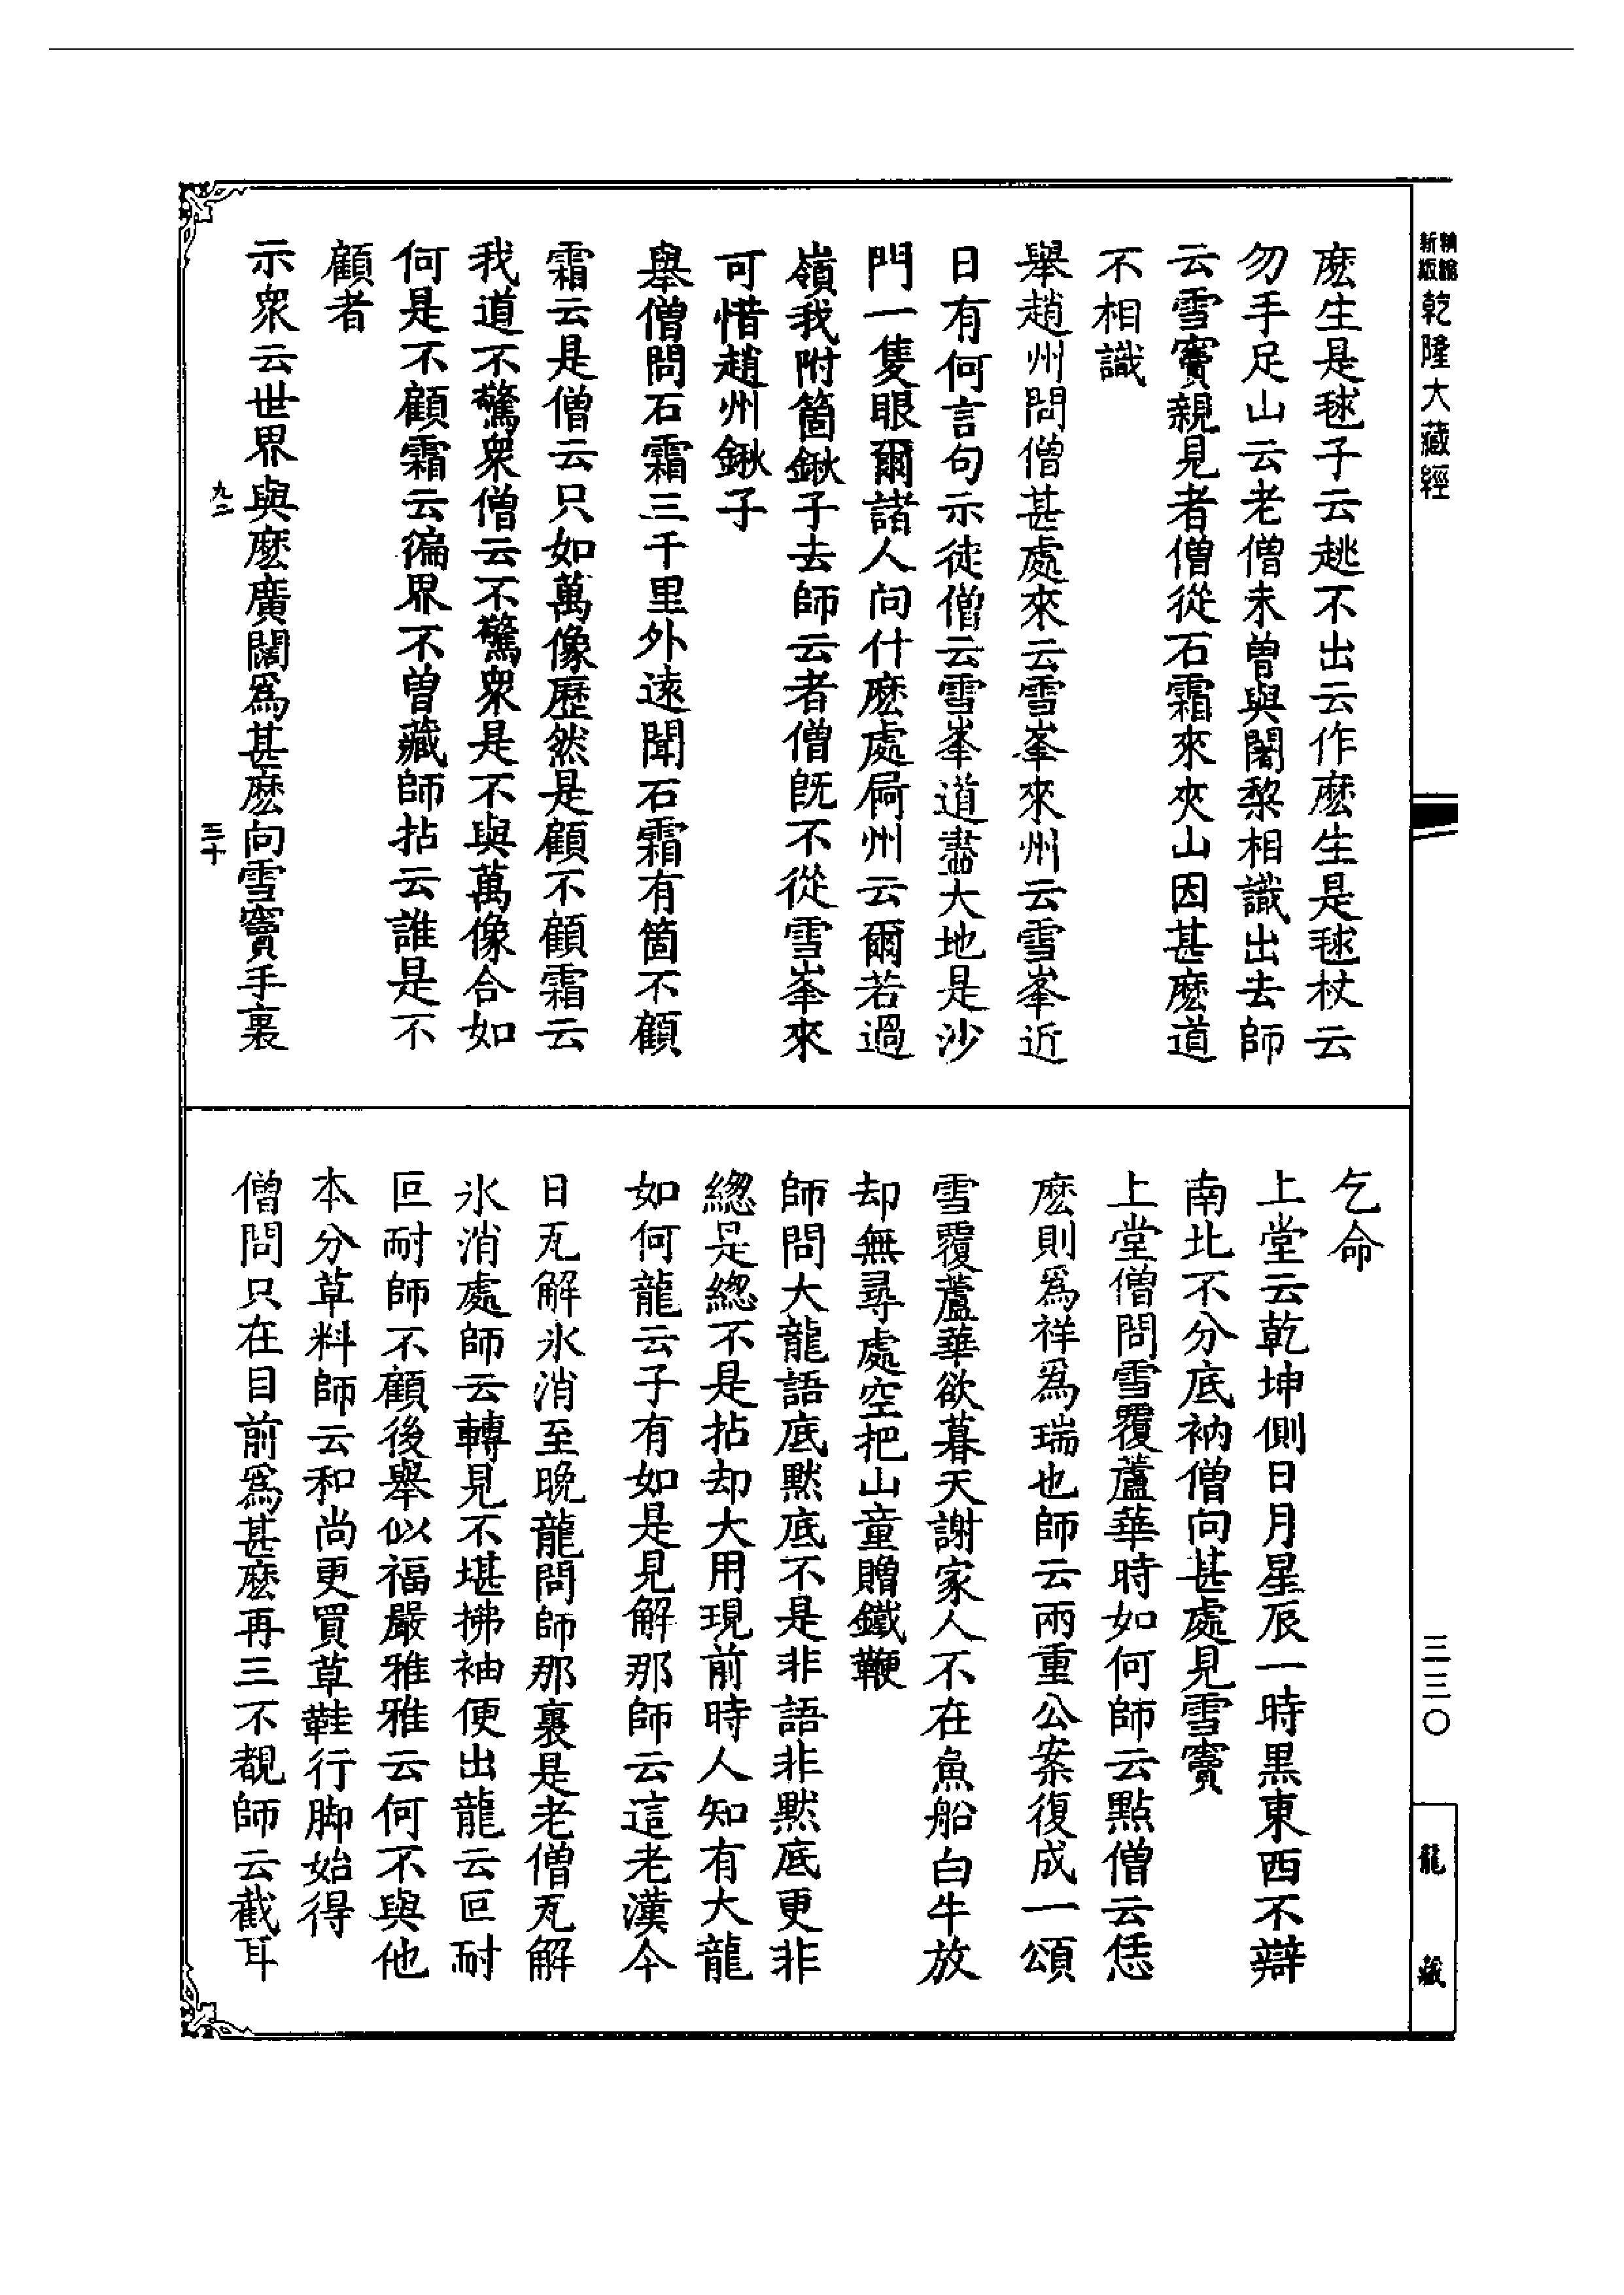 精縮
新版
乾隆大藏經
三三〇
龍藏
麽生是毬子云趒不出云作麽生是毬杖云
勿手足山云老僧未曾與闍黎相識出去師
云雪竇親見者僧從石霜來夾山因甚麽道
不相識
舉趙州問僧甚處來云雪峯來州云雪峯近
日有何言句示徒僧云雪峯道盡大地是沙
門一隻眼爾諸人向什麽處屙州云爾若過
嶺我附箇鍬子去師云者僧旣不從雪峯來
可惜趙州鍬子
舉僧問石霜三千里外遠聞石霜有箇不顧
霜云是僧云只如萬像歷然是顧不顧霜云
我道不驚衆僧云不驚衆是不與萬像合如
何是不顧霜云徧界不曾藏師拈云誰是不
顧者
示衆云世界與麽廣闊爲甚麽向雪竇手裏
九二
三十
乞命
上堂云乾坤側日月星辰一時黒東西不辯
南北不分底衲僧向甚處見雪竇
上堂僧問雪覆蘆華時如何師云點僧云恁
麽則爲祥爲瑞也師云兩重公案復成一頌
雪覆蘆華欲暮天謝家人不在魚船白牛放
却無尋處空把山童贈鐵鞭
師問大龍語底默底不是非語非默底更非
總是總不是拈却大用現前時人知有大龍
如何龍云子有如是見解那師云這老漢今
日瓦解氷消至晚龍問師那裏是老僧瓦解
氷消處師云轉見不堪拂袖便出龍云叵耐
叵耐師不顧後舉似福嚴雅雅云何不與他
本分草料師云和尚更買草鞋行脚始得
僧問只在目前爲甚麽再三不覩師云截耳